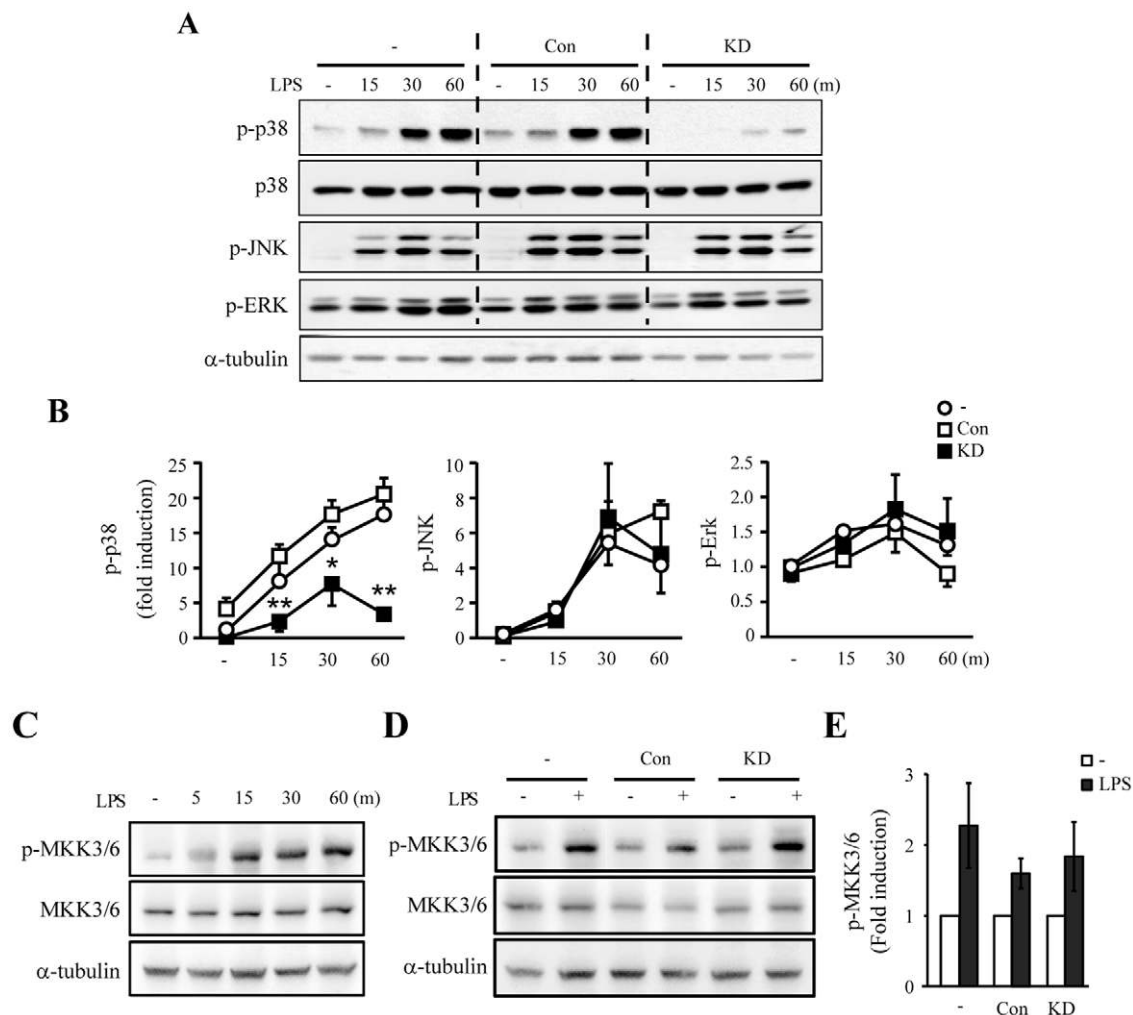 A
- Con KD
LPS - 15 30 60 - 15 30 60 - 15 30 60 (m)
p-p38
p38
p-JNK
p-ERK
α-tubulin
B
-
Con
KD
p-p38
(fold induction)
25
20
15
10
5
0
- 15 30 60
p-JNK
10
8
6
4
2
0
- 15 30 60
p-Erk
2.5
2.0
1.5
1.0
0.5
0
- 15 30 60 (m)
**
*
**
C
LPS - 5 15 30 60 (m)
p-MKK3/6
MKK3/6
α-tubulin
D
- Con KD
LPS - + - + - +
p-MKK3/6
MKK3/6
α-tubulin
E
-
LPS
p-MKK3/6
(Fold induction)
3
2
1
0
- Con KD